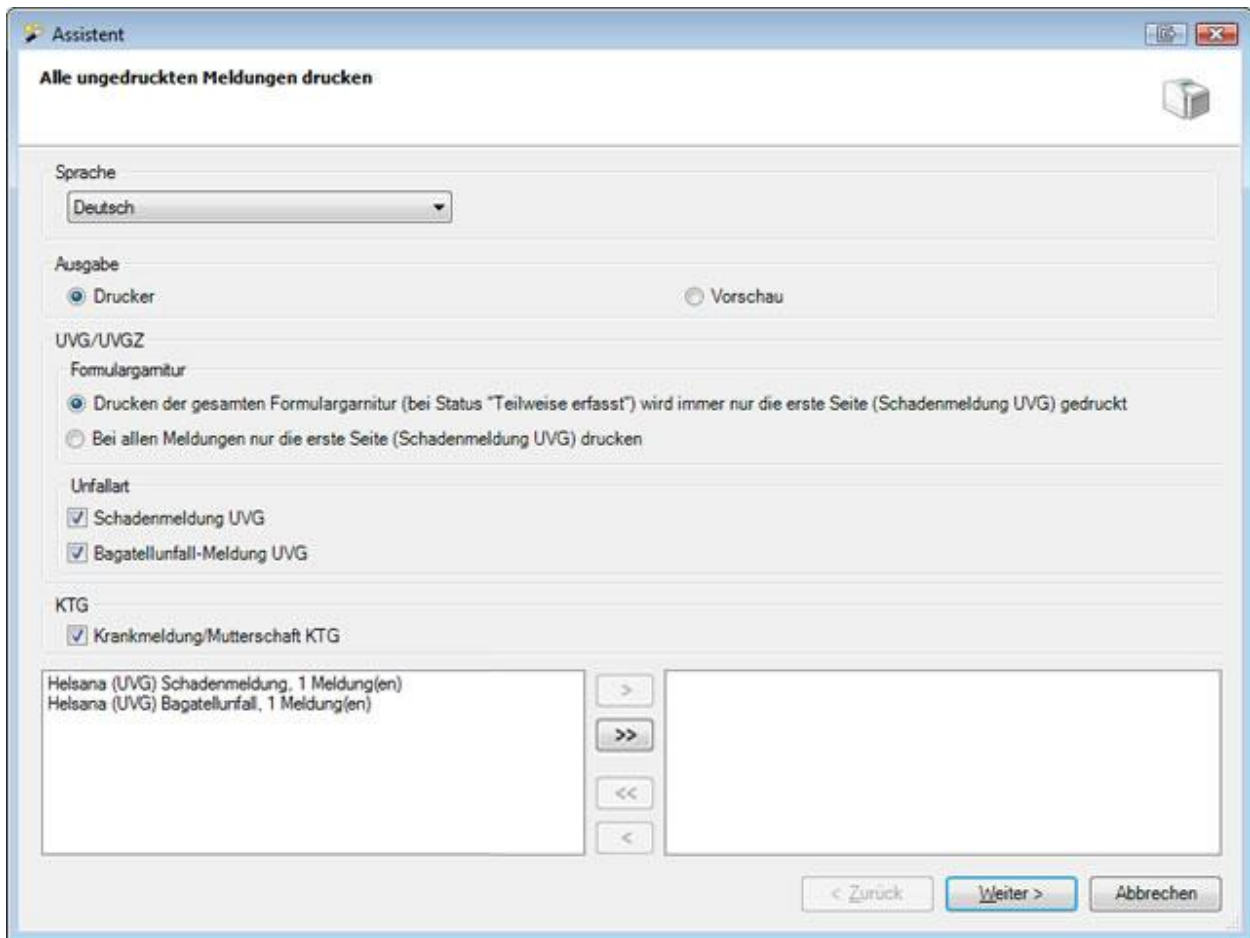 Assistent
Alle ungedruckten Meldungen drucken
Sprache
Deutsch
Ausgabe
Drucker
Vorschau
UVG/UVGZ
Formulargarnitur
Drucken der gesamten Formulargarnitur (bei Status "Teilweise erfasst") wird immer nur die erste Seite (Schadenmeldung UVG) gedruckt
Bei allen Meldungen nur die erste Seite (Schadenmeldung UVG) drucken
Unfallart
Schadenmeldung UVG
Bagatellunfall-Meldung UVG
KTG
Krankmeldung/Mutterschaft KTG
Helsana (UVG) Schadenmeldung, 1 Meldung(en)
Helsana (UVG) Bagatellunfall, 1 Meldung(en)
>
>>
<<
<
< Zurück
Weiter >
Abbrechen